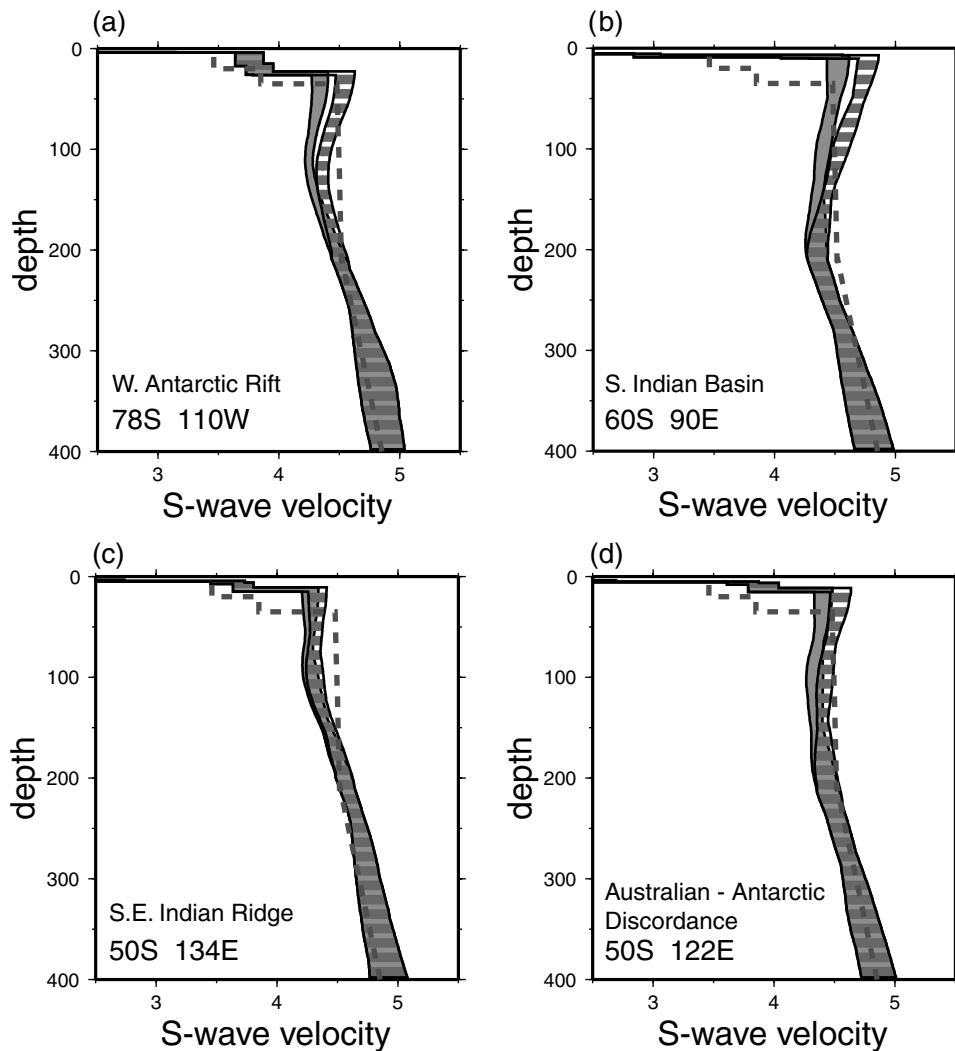 (a)
0
100
200
300
400
depth
W. Antarctic Rift
78S 110W
3 4 5
S-wave velocity
(b)
0
100
200
300
400
depth
S. Indian Basin
60S 90E
3 4 5
S-wave velocity
(c)
0
100
200
300
400
depth
S.E. Indian Ridge
50S 134E
3 4 5
S-wave velocity
(d)
0
100
200
300
400
depth
Australian - Antarctic
Discordance
50S 122E
3 4 5
S-wave velocity